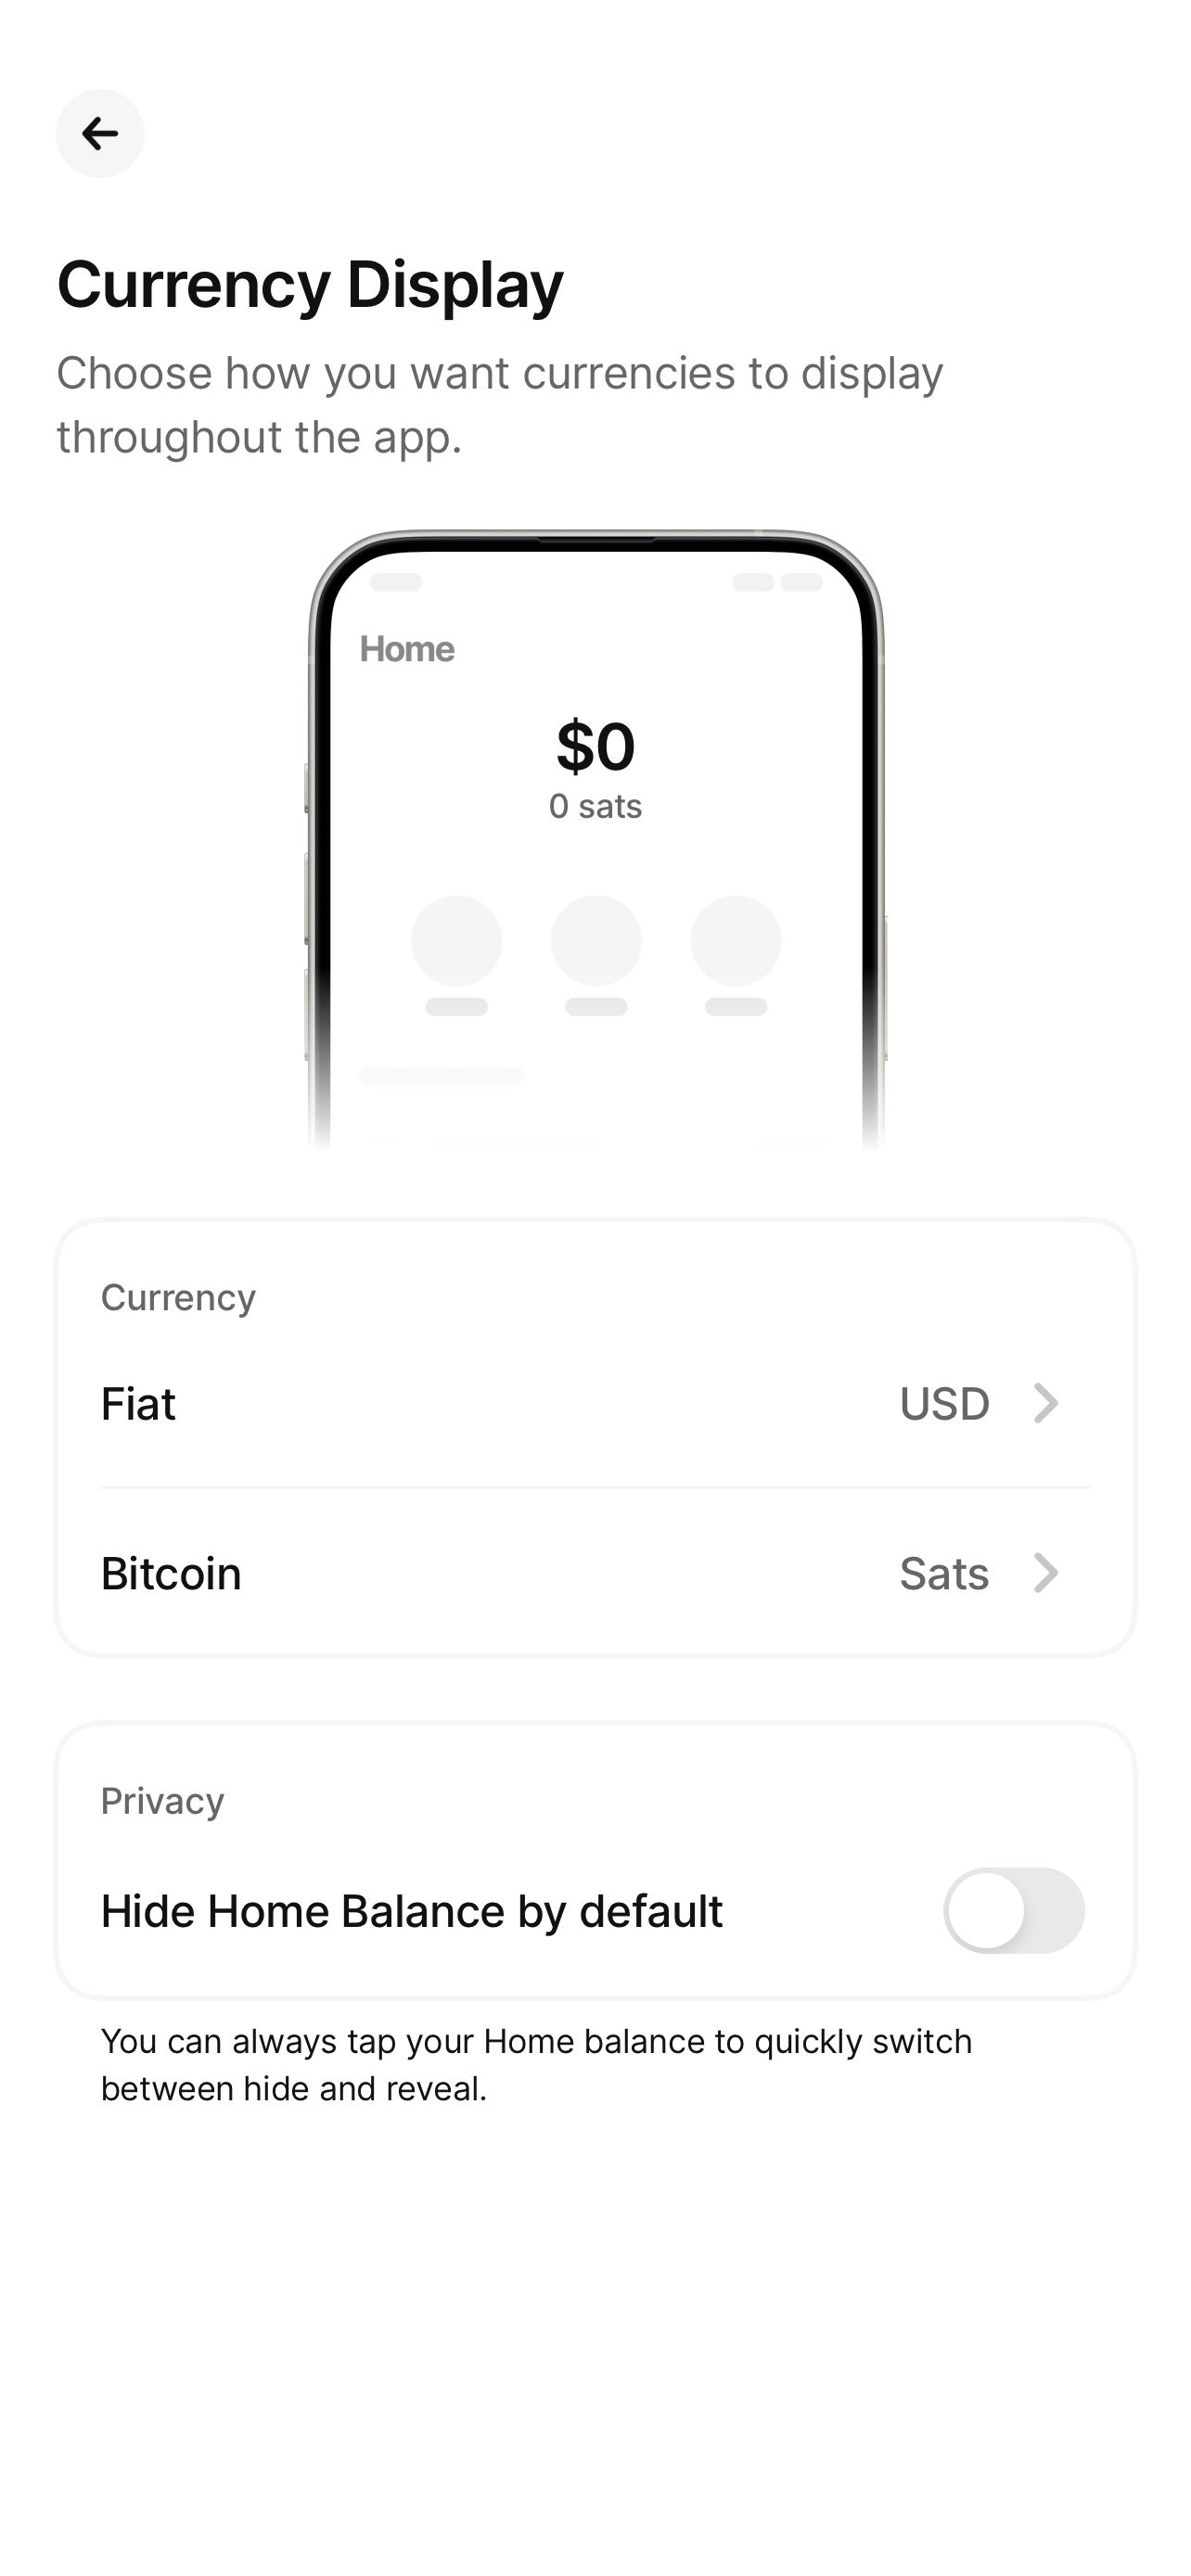 Currency Display
Choose how you want currencies to display
throughout the app.
Home
$0
0 sats
Currency
Fiat USD
Bitcoin Sats
Privacy
Hide Home Balance by default
You can always tap your Home balance to quickly switch
between hide and reveal.